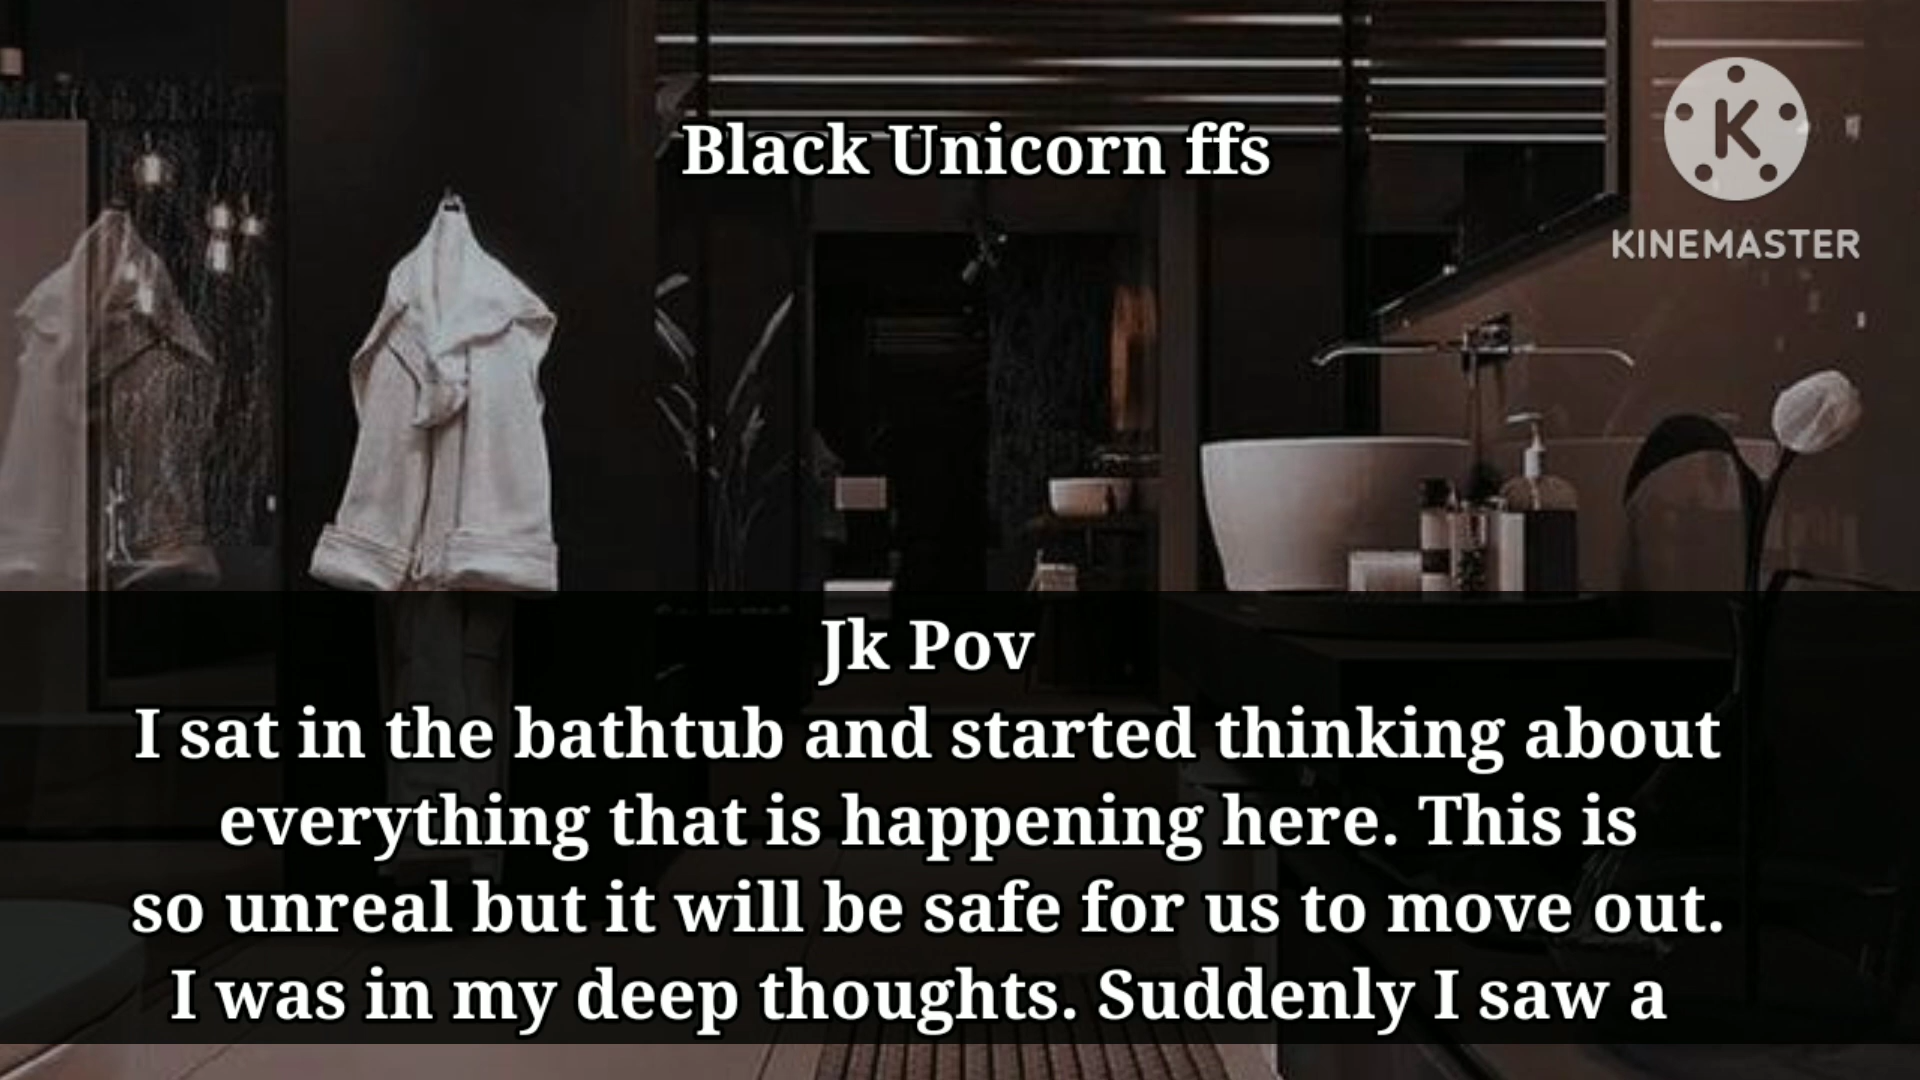 Black Unicorn ffs
K
KINEMASTER
Jk Pov
I sat in the bathtub and started thinking about
everything that is happening here. This is
so unreal but it will be safe for us to move out.
I was in my deep thoughts. Suddenly I saw a